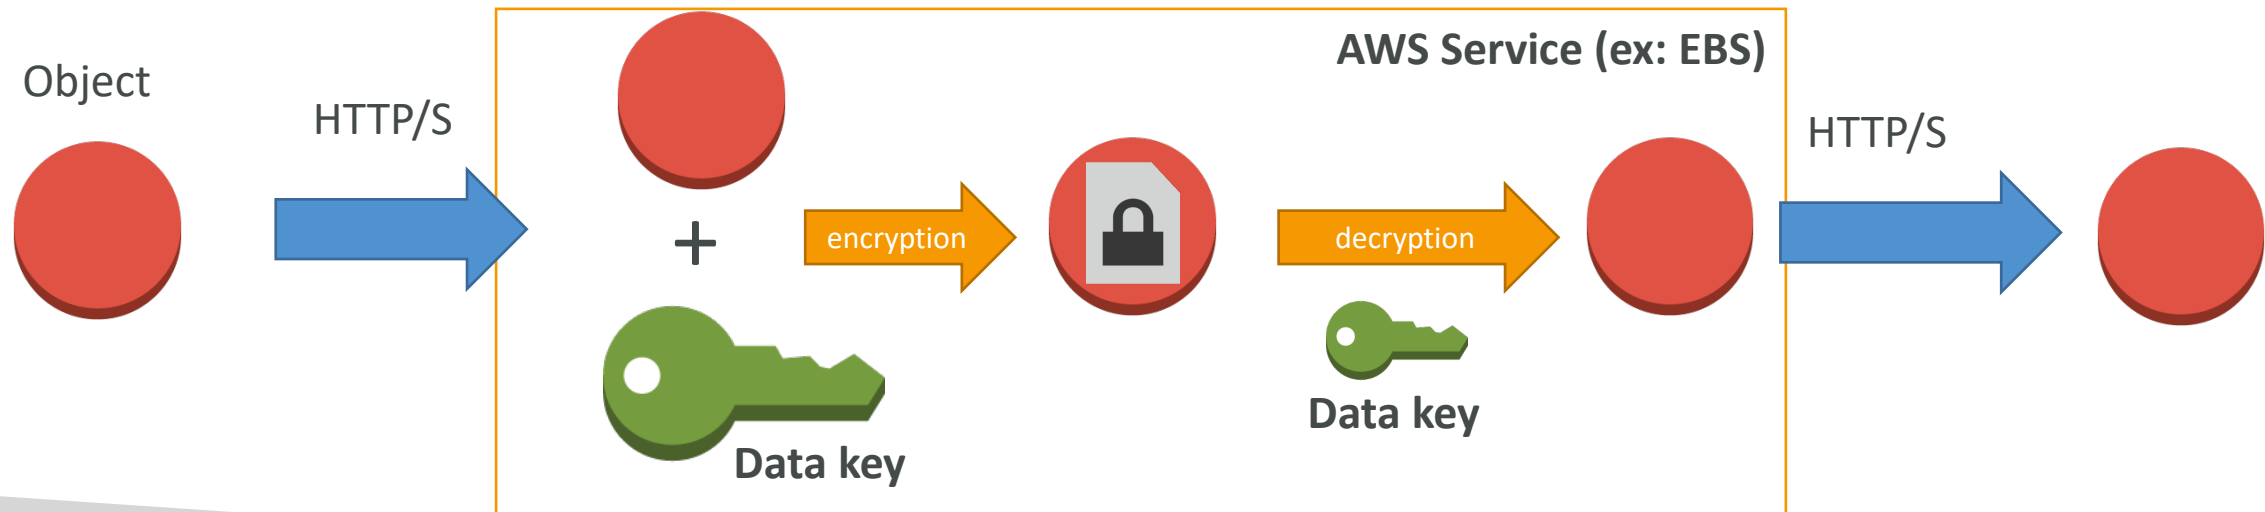 Object
HTTP/S
AWS Service (ex: EBS)
HTTP/S
+
encryption
decryption
Data key
Data key